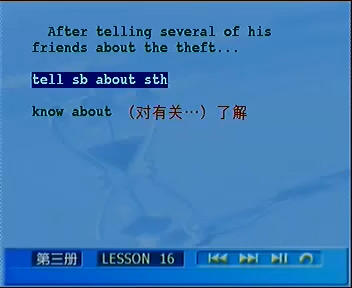 After telling several of his
friends about the theft...
tell sb about sth
know about （对有关…）了解
第三册 LESSON 16